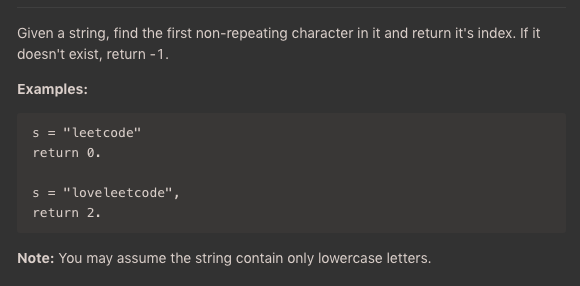 Given a string, find the first non-repeating character in it and return it's index. If it
doesn't exist, return -1.
Examples:
s = "leetcode"
return 0.
s = "loveleetcode",
return 2.
Note: You may assume the string contain only lowercase letters.